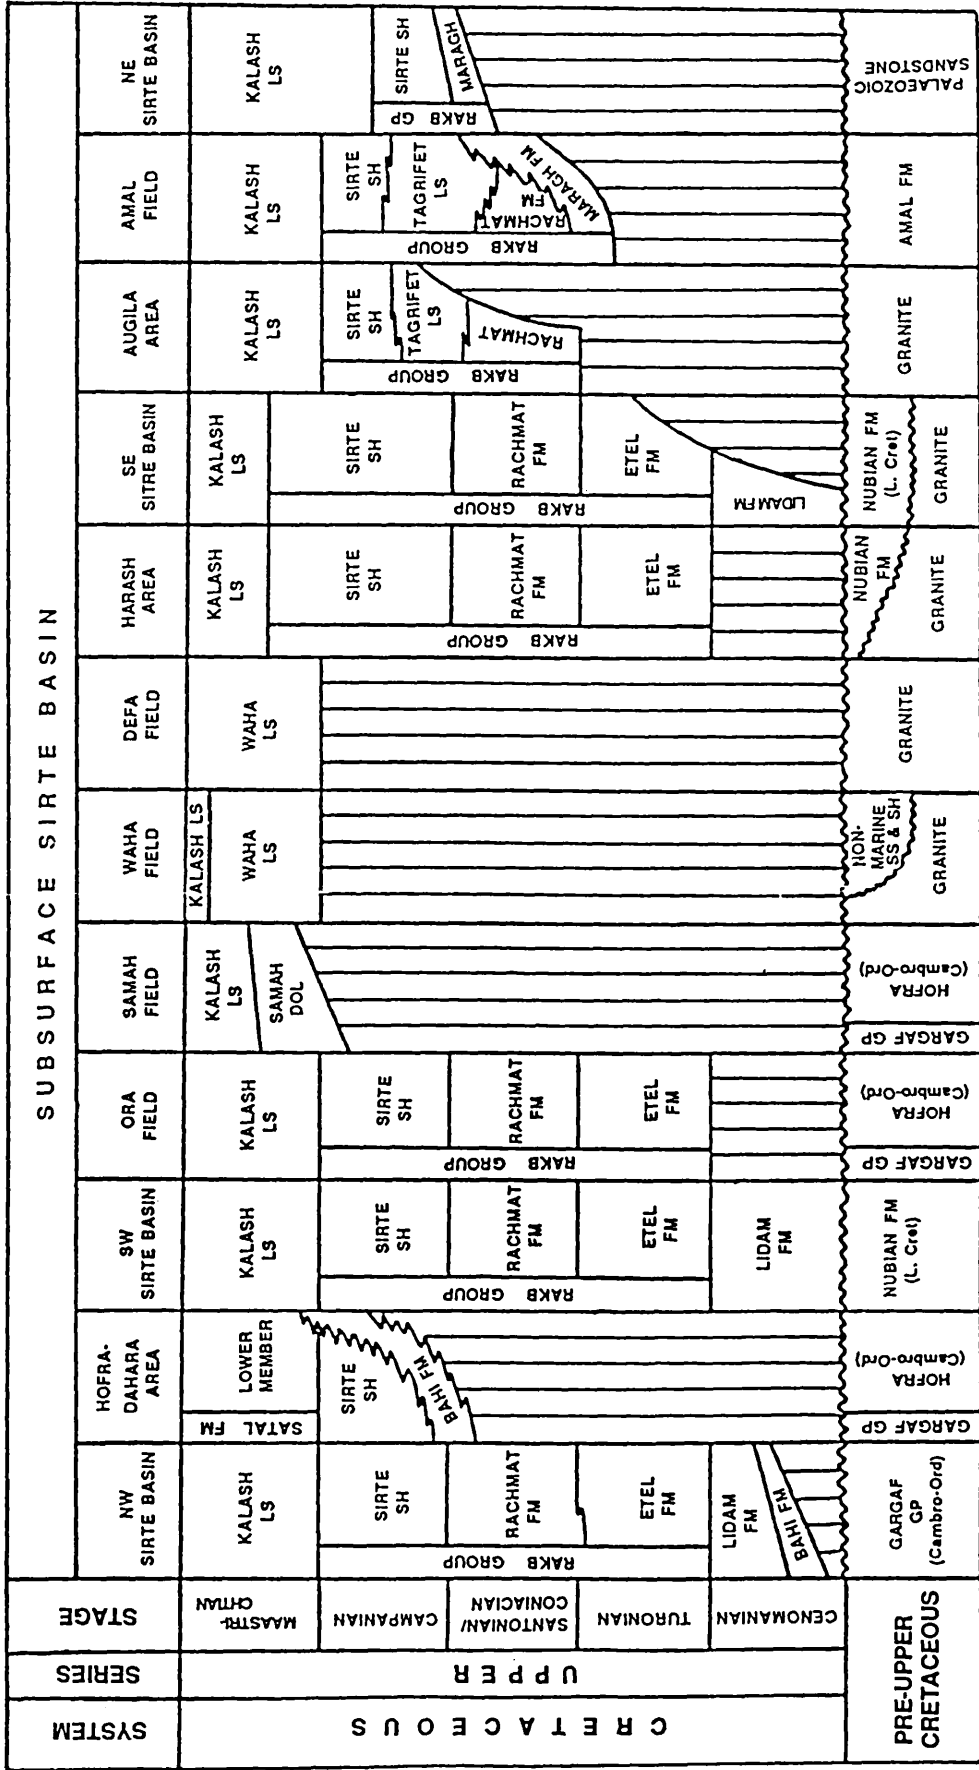 SUBSURFACE SIRTE BASIN
SYSTEM
SERIES
STAGE
NW
SIRTE BASIN
HOFRA-
DAHARA
AREA
SW
SIRTE BASIN
ORA
FIELD
SAMAH
FIELD
WAHA
FIELD
DEFA
FIELD
HARASH
AREA
SE
SITRE BASIN
AUGILA
AREA
AMAL
FIELD
NE
SIRTE BASIN
CRETACEOUS
UPPER
MAASTRI-
CHTIAN
CAMPANIAN
SANTONIAN/
CONIACIAN
TURONIAN
CENOMANIAN
PRE-UPPER
CRETACEOUS
KALASH
LS
RAKB GROUP
SIRTE
SH
RACHMAT
FM
ETEL
FM
LIDAM
FM
BAHI FM
GARGAF
GP
(Cambro-Ord)
SATAL FM
LOWER
MEMBER
SIRTE
SH
BAHI FM
GARGAF GP
HOFRA
(Cambro-Ord)
KALASH
LS
RAKB GROUP
SIRTE
SH
RACHMAT
FM
ETEL
FM
LIDAM
FM
NUBIAN FM
(L. Cret)
KALASH
LS
RAKB GROUP
SIRTE
SH
RACHMAT
FM
ETEL
FM
GARGAF GP
HOFRA
(Cambro-Ord)
KALASH
LS
SAMAH
DOL
GARGAF GP
HOFRA
(Cambro-Ord)
KALASH LS
WAHA
LS
NON-
MARINE
SS & SH
GRANITE
WAHA
LS
GRANITE
KALASH
LS
RAKB GROUP
SIRTE
SH
RACHMAT
FM
ETEL
FM
NUBIAN
FM
GRANITE
KALASH
LS
RAKB GROUP
SIRTE
SH
RACHMAT
FM
ETEL
FM
LIDAM FM
NUBIAN FM
(L. Cret)
GRANITE
KALASH
LS
RAKB GROUP
SIRTE
SH
TAGRIFET
LS
RACHMAT
GRANITE
KALASH
LS
RAKB GROUP
SIRTE
SH
TAGRIFET
LS
RACHMAT
FM
MARAGH FM
AMAL FM
KALASH
LS
RAKB GP
SIRTE SH
MARAGH
PALAEOZOIC
SANDSTONE